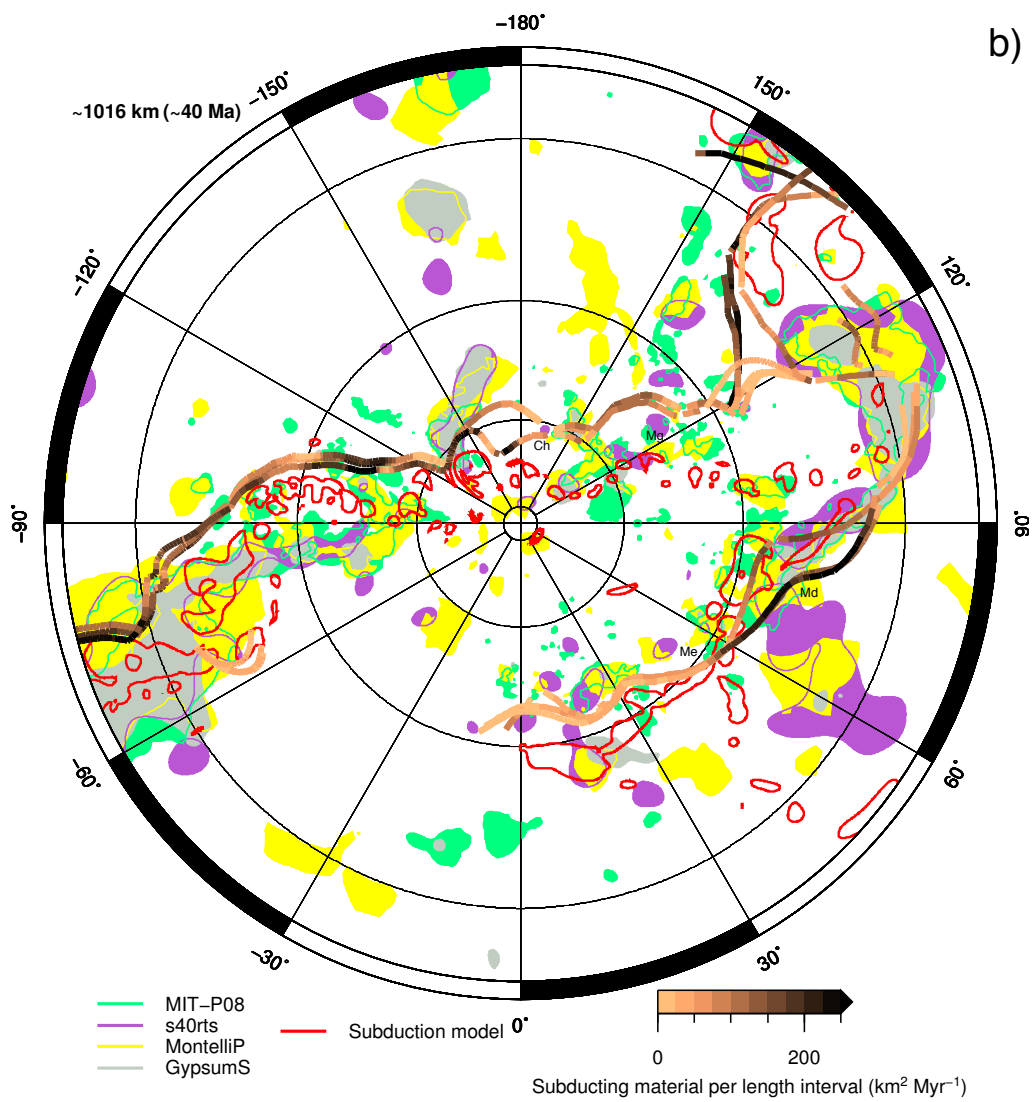 −180°
b)
−150°
150°
~1016 km (~40 Ma)
−120°
120°
Ch
Mg
−90°
90°
Md
Me
−60°
60°
−30°
30°
0°
MIT−P08
s40rts
MontelliP
GypsumS
Subduction model
0
200
Subducting material per length interval (km² Myr⁻¹)